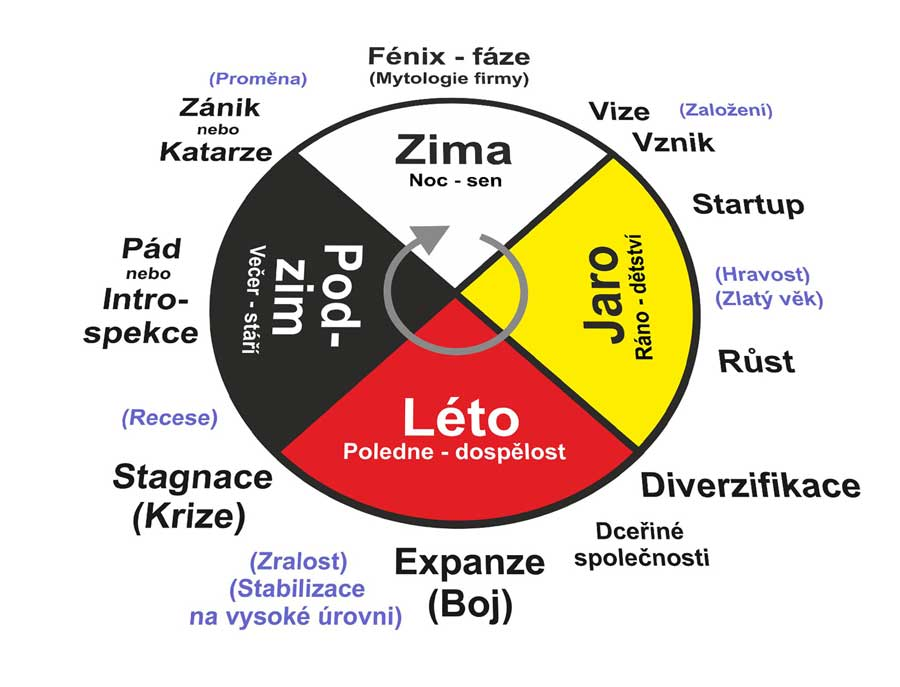 Fénix - fáze
(Mytologie firmy)
(Proměna)
Zánik
nebo
Katarze
Vize
(Založení)
Vznik
Zima
Noc - sen
Startup
Pád
nebo
Intro-
spekce
Pod-
zim
Večer - stáří
Jaro
Ráno - dětství
(Hravost)
(Zlatý věk)
Růst
Léto
Poledne - dospělost
(Recese)
Stagnace
(Krize)
Diverzifikace
Dceřiné
společnosti
Expanze
(Boj)
(Zralost)
(Stabilizace
na vysoké úrovni)